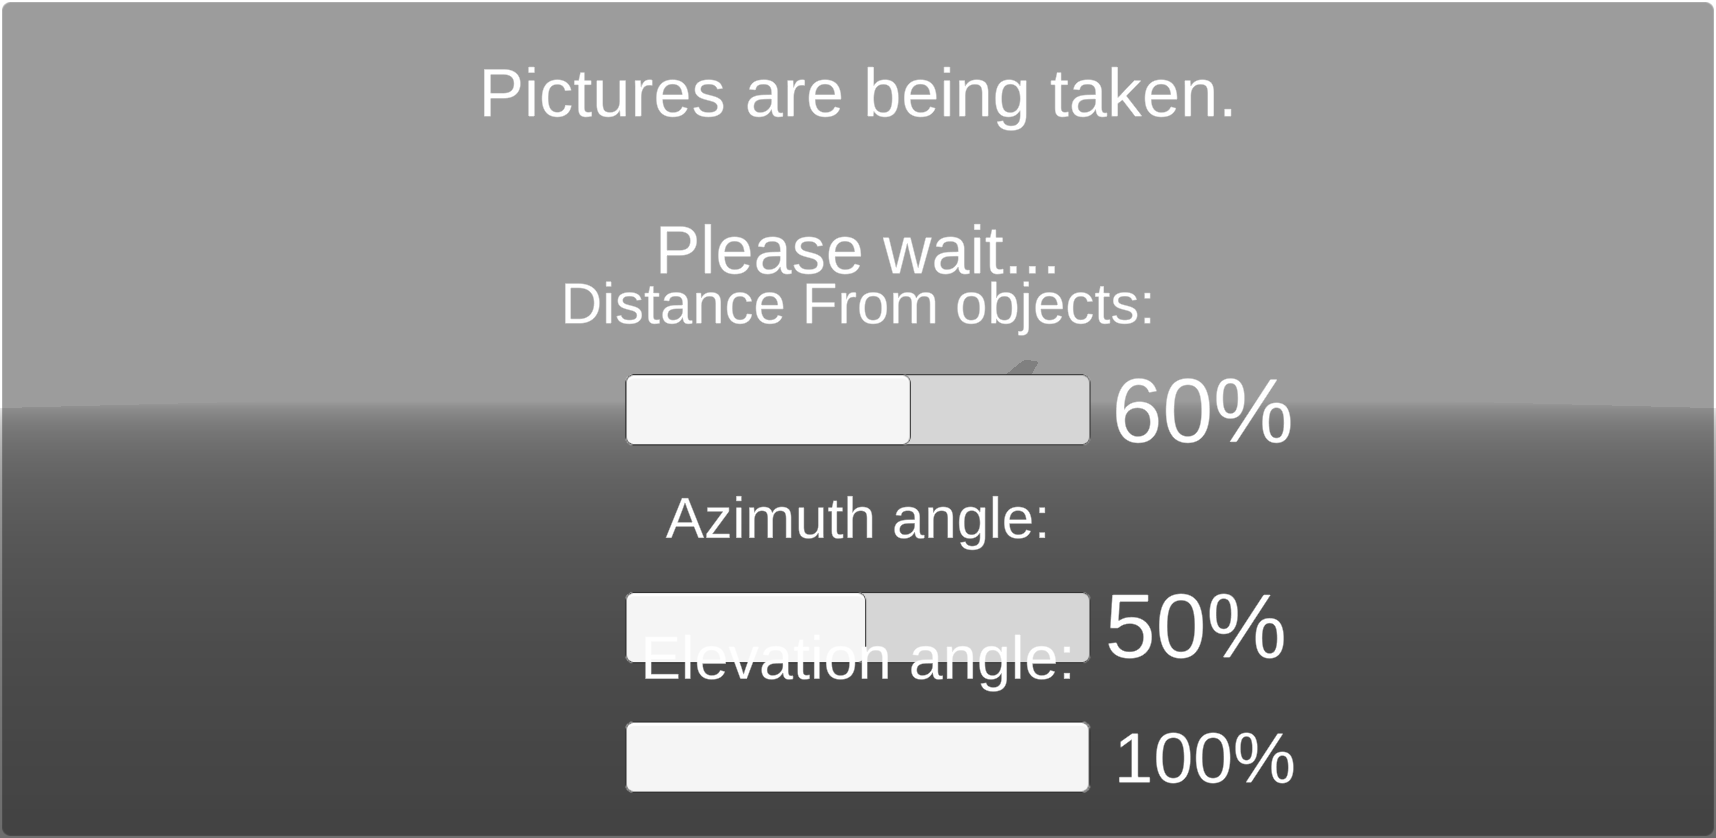 Pictures are being taken.
Please wait...
Distance From objects:
60%
Azimuth angle:
50%
Elevation angle:
100%